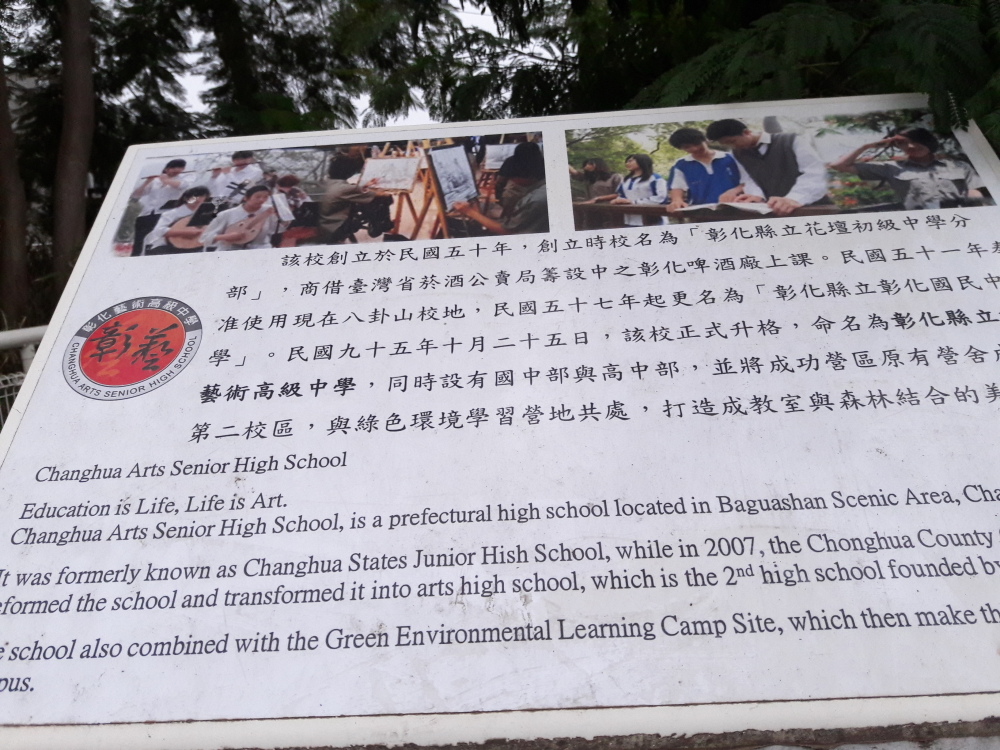 該校創立於民國五十年，創立時校名為「彰化縣立花壇初級中學分
部」，商借臺灣省菸酒公賣局籌設中之彰化啤酒廠上課。民國五十一年
准使用現在八卦山校地，民國五十七年起更名為「彰化縣立彰化國民中
學」。民國九十五年十月二十五日，該校正式升格，命名為彰化縣立
藝術高級中學，同時設有國中部與高中部，並將成功營區原有營舍
第二校區，與綠色環境學習營地共處，打造成教室與森林結合的美
彰化藝術高級中學
彰藝
CHANGHUA ARTS SENIOR HIGH SCHOOL
Changhua Arts Senior High School
Education is Life, Life is Art.
Changhua Arts Senior High School, is a prefectural high school located in Baguashan Scenic Area, Cha
It was formerly known as Changhua States Junior Hish School, while in 2007, the Chonghua County
eformed the school and transformed it into arts high school, which is the 2nd high school founded by
e school also combined with the Green Environmental Learning Camp Site, which then make th
pus.